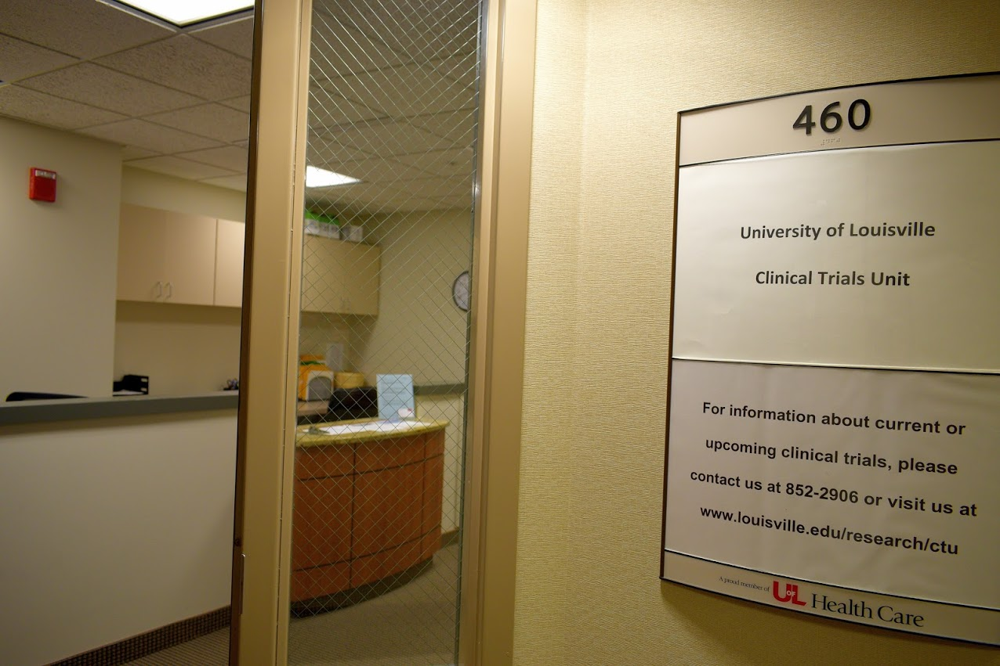 460
University of Louisville
Clinical Trials Unit
For information about current or
upcoming clinical trials, please
contact us at 852-2906 or visit us at
www.louisville.edu/research/ctu
A proud member of UOFL Health Care